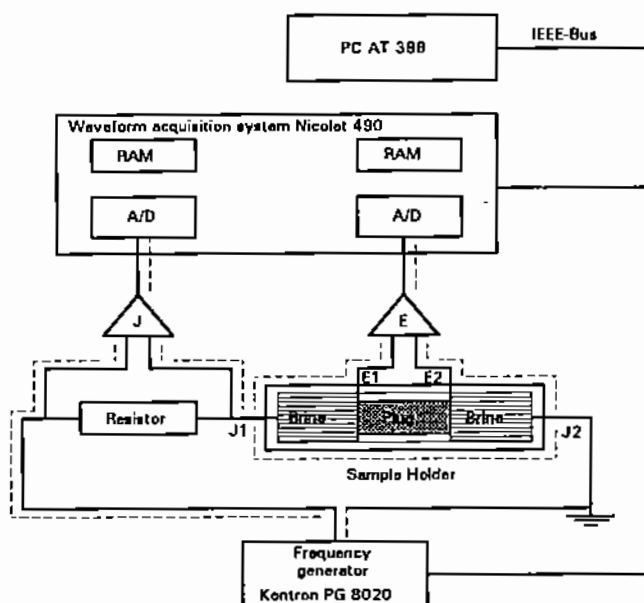 PC AT 386
IEEE-Bus
Waveform acquisition system Nicolet 490
RAM
RAM
A/D
A/D
J
E
E1
E2
Resistor
J1
Brine
Plug
Brine
J2
Sample Holder
Frequency
generator
Kontron PG 8020